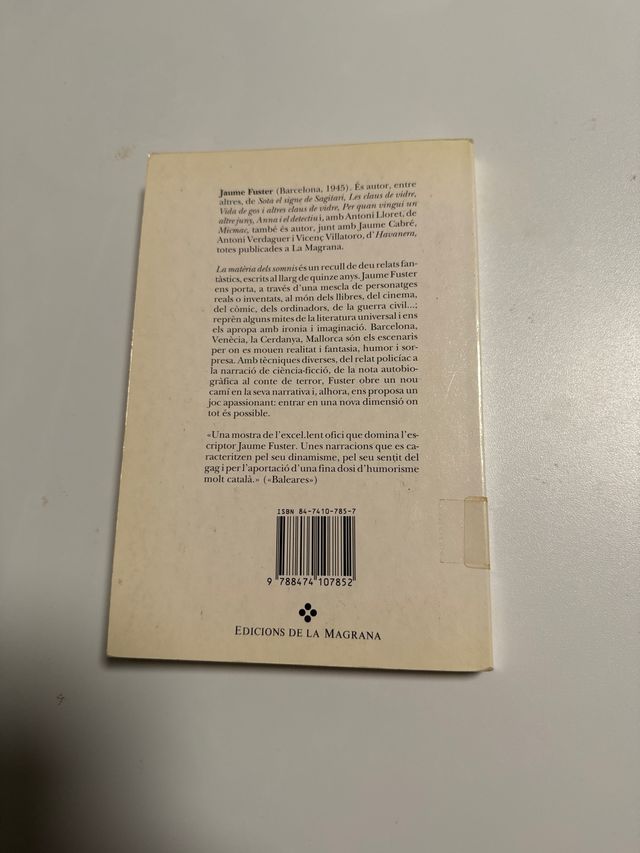 Jaume Fuster (Barcelona, 1945). És autor, entre
altres, de Sota el signe de Sagitari, Les claus de vidre,
Vida de gos i altres claus de vidre, Per quan vingui un
altre juny, Anna i el detectiu i, amb Antoni Lloret, de
Micmac, també és autor, junt amb Jaume Cabré,
Antoni Verdaguer i Vicenç Villatoro, d'Havanera,
totes publicades a La Magrana.
La matèria dels somnis és un recull de deu relats fan-
tàstics, escrits al llarg de quinze anys. Jaume Fuster
ens porta, a través d'una mescla de personatges
reals o inventats, al món dels llibres, del cinema,
del còmic, dels ordinadors, de la guerra civil...;
reprèn alguns mites de la literatura universal i ens
els apropa amb ironia i imaginació. Barcelona,
Venècia, la Cerdanya, Mallorca són els escenaris
per on es mouen realitat i fantasia, humor i sor-
presa. Amb tècniques diverses, del relat policíac a
la narració de ciència-ficció, de la nota autobio-
gràfica al conte de terror, Fuster obre un nou
camí en la seva narrativa i, alhora, ens proposa un
joc apassionant: entrar en una nova dimensió on
tot és possible.
«Una mostra de l'excel.lent ofici que domina l'es-
criptor Jaume Fuster. Unes narracions que es ca-
racteritzen pel seu dinamisme, pel seu sentit del
gag i per l'aportació d'una fina dosi d'humorisme
molt català.» («Baleares»)
ISBN 84-7410-785-7
9 788474 107852
EDICIONS DE LA MAGRANA